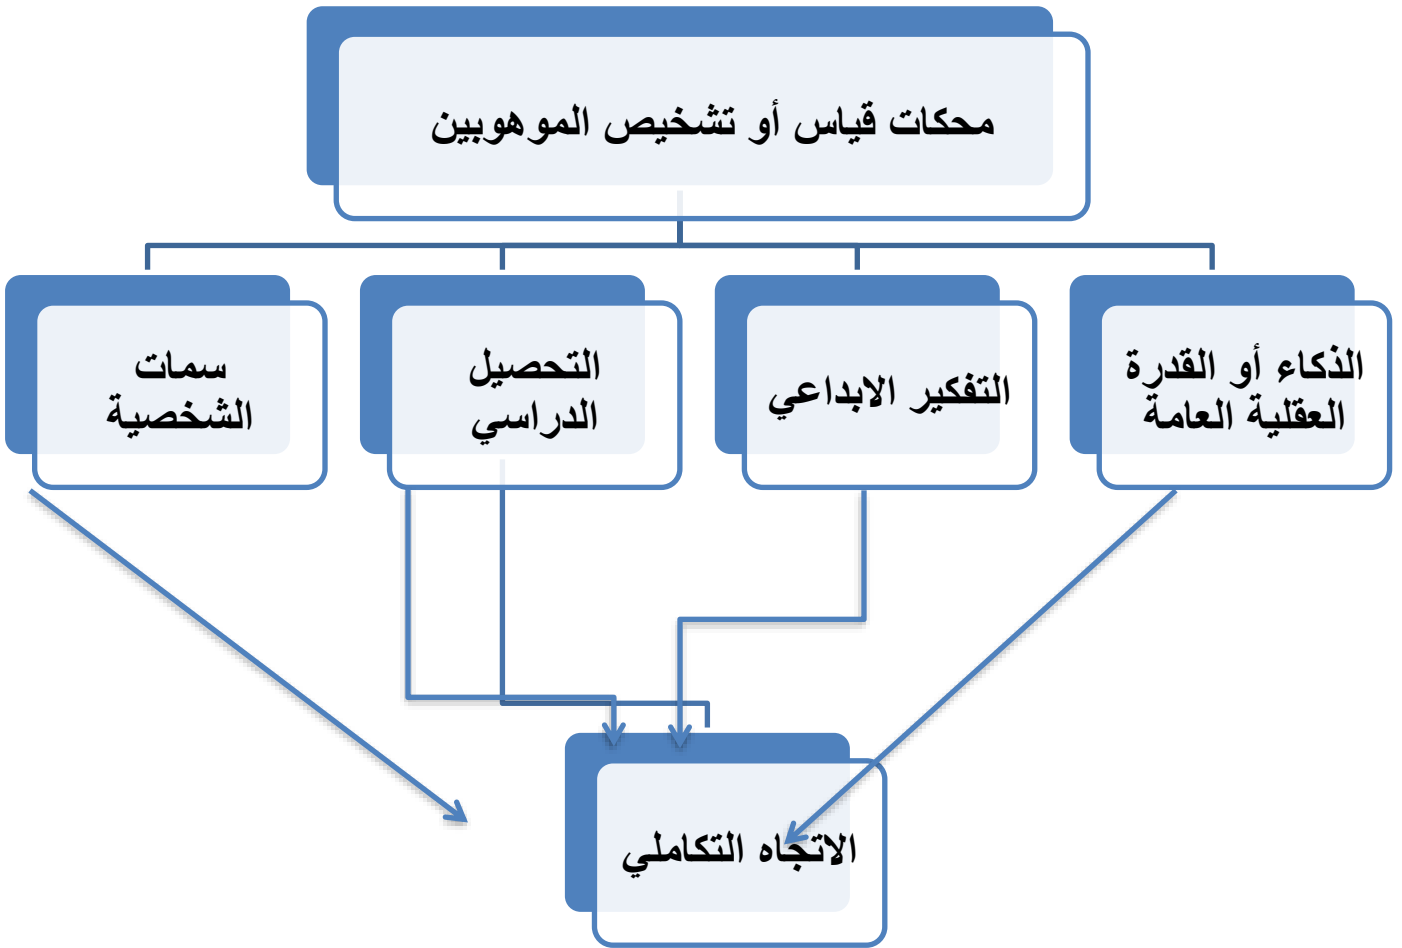 محكات قياس أو تشخيص الموهوبين
الذكاء أو القدرة
العقلية العامة
التفكير الابداعي
التحصيل
الدراسي
سمات
الشخصية
الاتجاه التكاملي